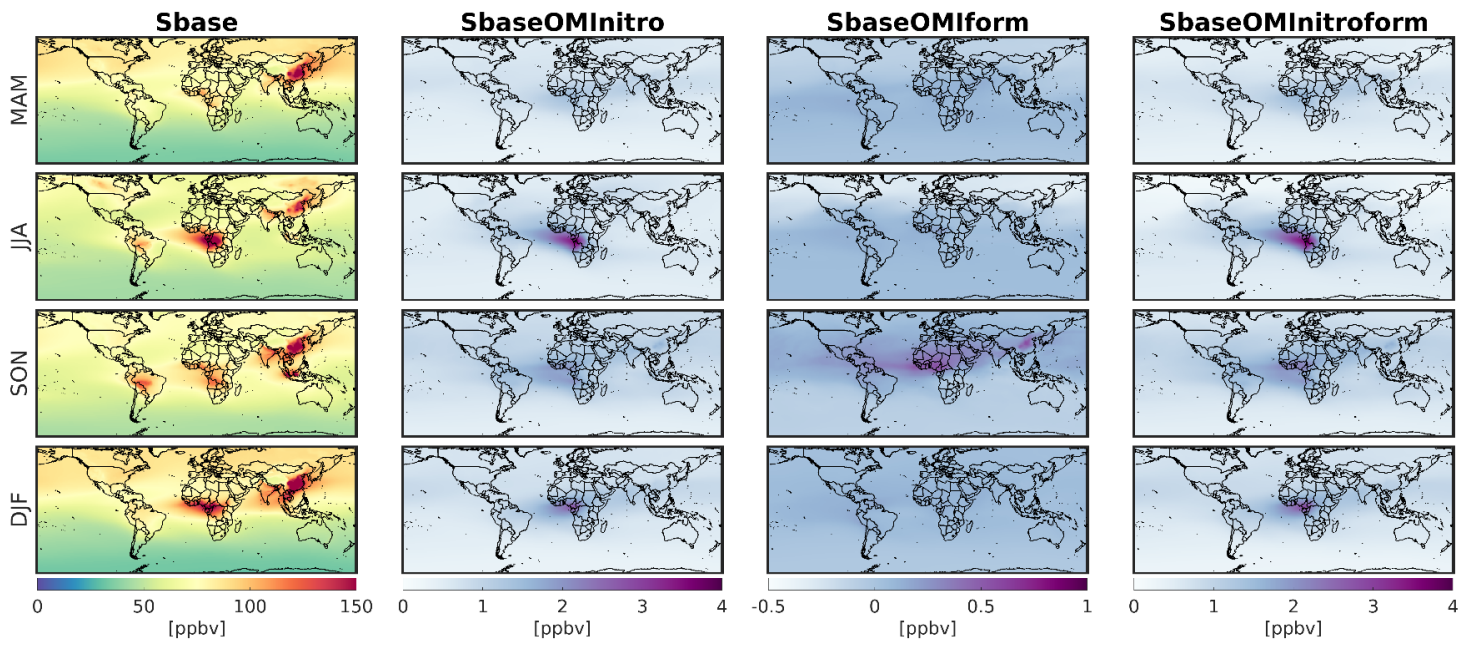 Sbase SbaseOMInitro SbaseOMIform SbaseOMInitroform
MAM
JJA
SON
DJF
0 50 100 150 0 1 2 3 4 -0.5 0 0.5 1 0 1 2 3 4
[ppbv] [ppbv] [ppbv] [ppbv]